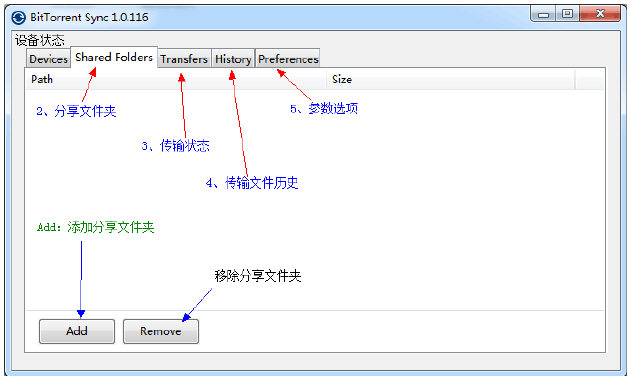 BitTorrent Sync 1.0.116
设备状态
Devices Shared Folders Transfers History Preferences
Path Size
2、分享文件夹
5、参数选项
3、传输状态
4、传输文件历史
Add：添加分享文件夹
移除分享文件夹
Add Remove